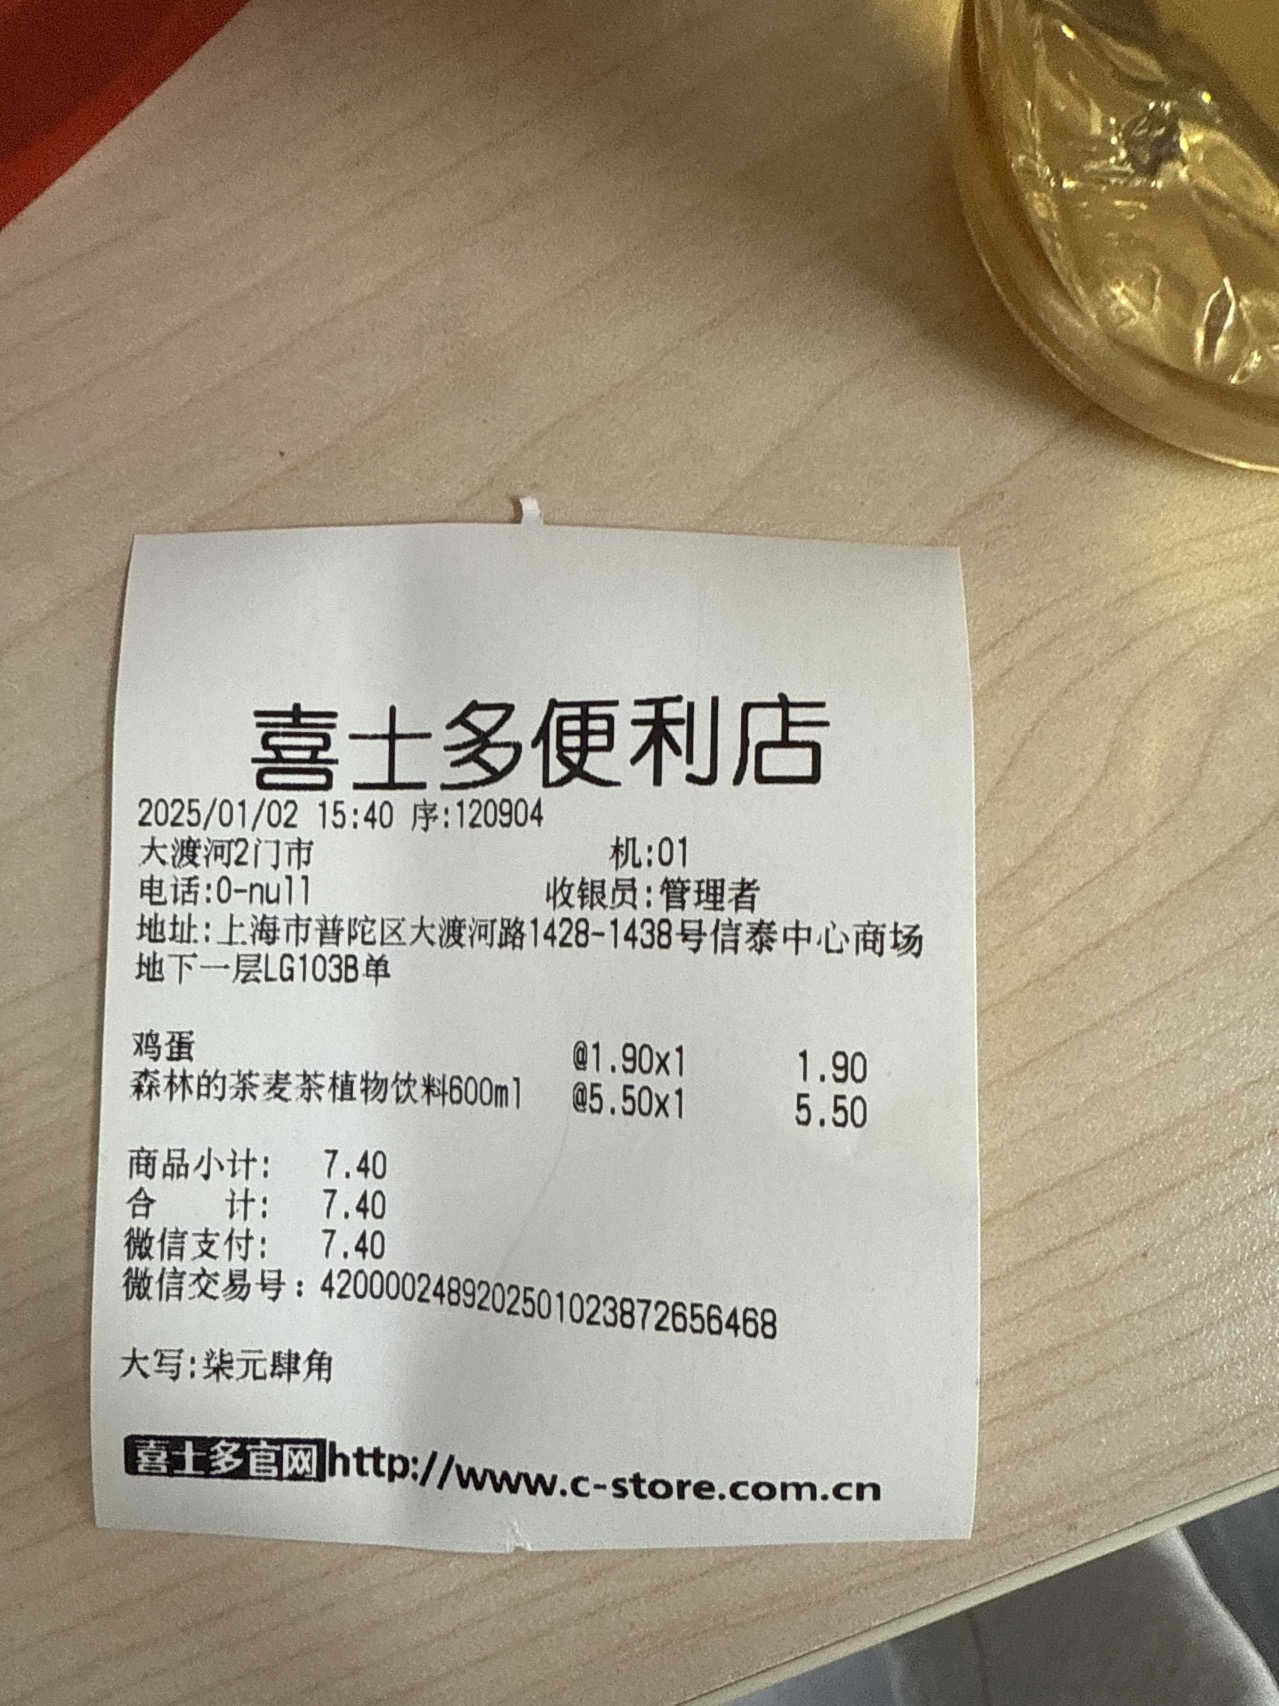 喜士多便利店
2025/01/02 15:40 序:120904
大渡河2门市 机:01
电话:0-null 收银员:管理者
地址:上海市普陀区大渡河路1428-1438号信泰中心商场
地下一层LG103B单
鸡蛋 @1.90x1 1.90
森林的茶麦茶植物饮料600ml @5.50x1 5.50
商品小计: 7.40
合 计: 7.40
微信支付: 7.40
微信交易号：4200002489202501023872656468
大写:柒元肆角
喜士多官网http://www.c-store.com.cn